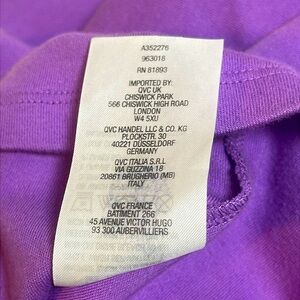 A352276
963018
RN 81893
IMPORTED BY:
QVC UK
CHISWICK PARK
566 CHISWICK HIGH ROAD
LONDON
W4 5XU
QVC HANDEL LLC & CO. KG
PLOCKSTR. 30
40221 DÜSSELDORF
GERMANY
QVC ITALIA S.R.L
VIA GUZZINA 18
20861 BRUGHERIO (MB)
ITALY
QVC FRANCE
BATIMENT 266
45 AVENUE VICTOR HUGO
93 300 AUBERVILLIERS